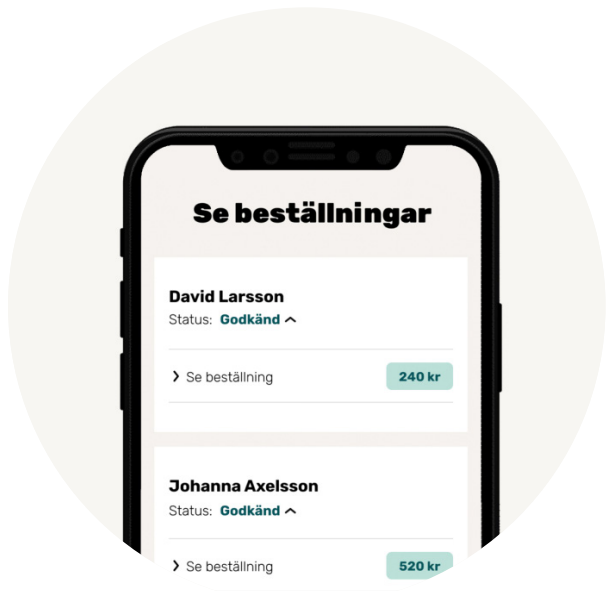 Se beställningar
David Larsson
Status: Godkänd
Se beställning 240 kr
Johanna Axelsson
Status: Godkänd
Se beställning 520 kr